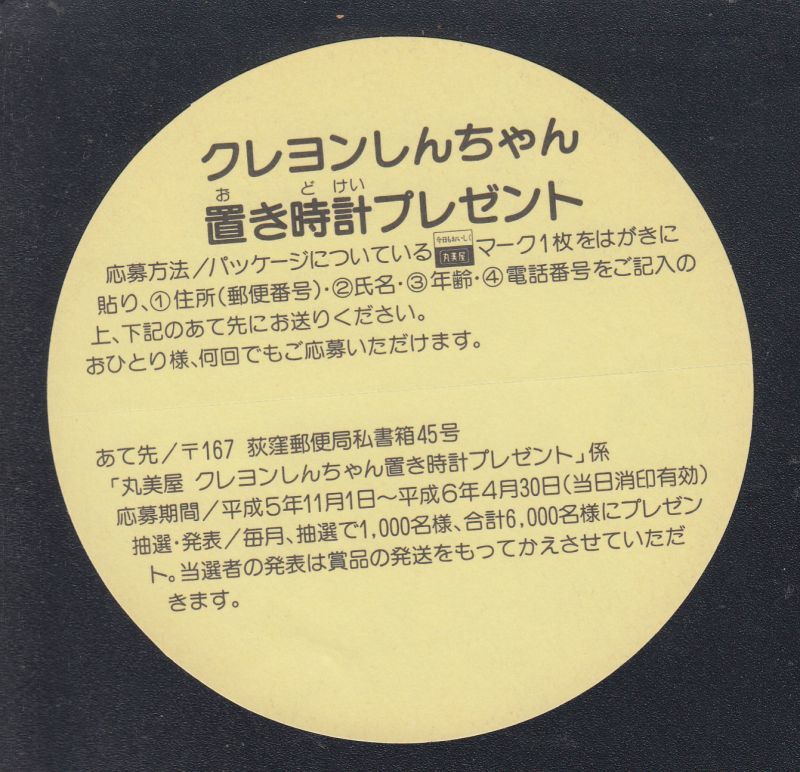 クレヨンしんちゃん
置き時計プレゼント
お ど けい
応募方法/パッケージについている 今日もおいしく 丸美屋 マーク1枚をはがきに
貼り、①住所(郵便番号)・②氏名・③年齢・④電話番号をご記入の
上、下記のあて先にお送りください。
おひとり様、何回でもご応募いただけます。
あて先/〒167 荻窪郵便局私書箱45号
「丸美屋 クレヨンしんちゃん置き時計プレゼント」係
応募期間/平成5年11月1日～平成6年4月30日(当日消印有効)
抽選・発表/毎月、抽選で1,000名様、合計6,000名様にプレゼン
ト。当選者の発表は賞品の発送をもってかえさせていただ
きます。